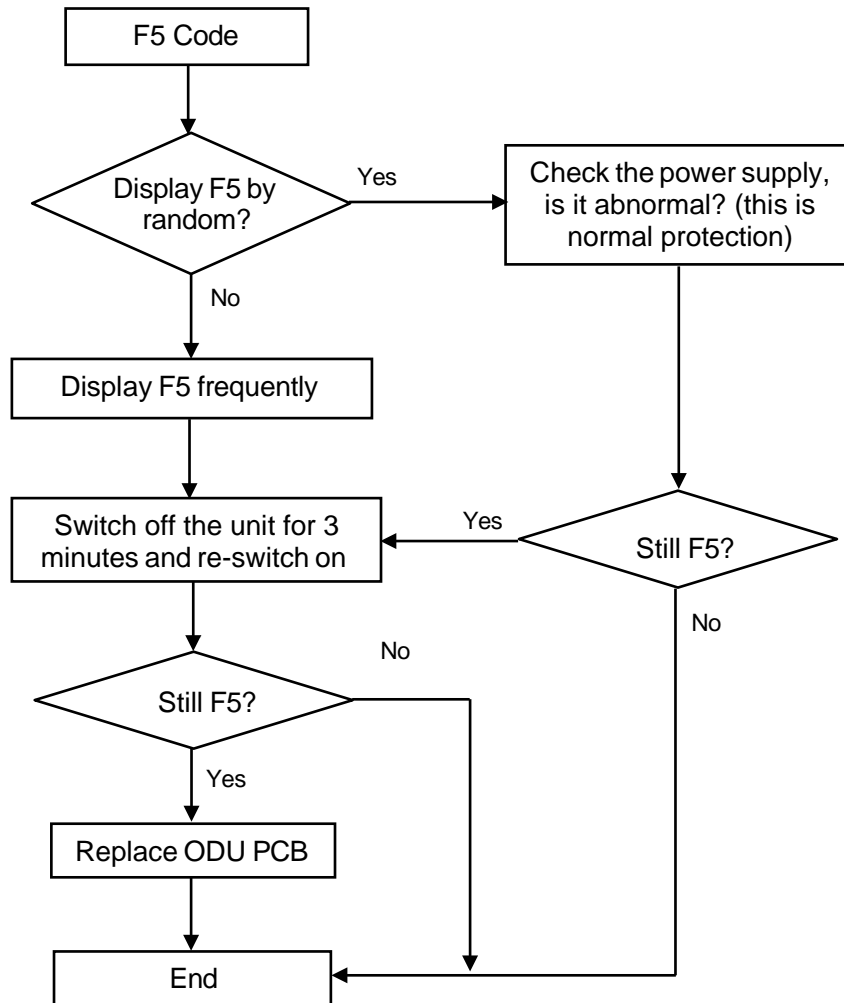 F5 Code
Display F5 by
random?
Yes
Check the power supply,
is it abnormal? (this is
normal protection)
No
Display F5 frequently
Switch off the unit for 3
minutes and re-switch on
Yes
Still F5?
No
No
Still F5?
Yes
Replace ODU PCB
End